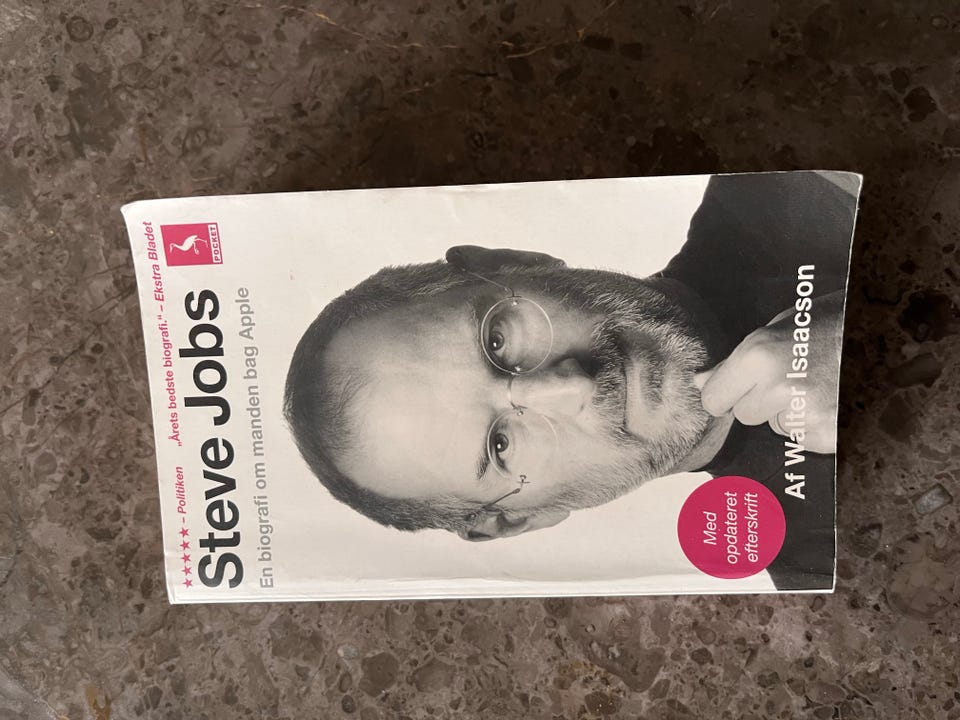 ★★★★★ – Politiken „Årets bedste biografi.“ – Ekstra Bladet
POCKET
Steve Jobs
En biografi om manden bag Apple
Med
opdateret
efterskrift
Af Walter Isaacson